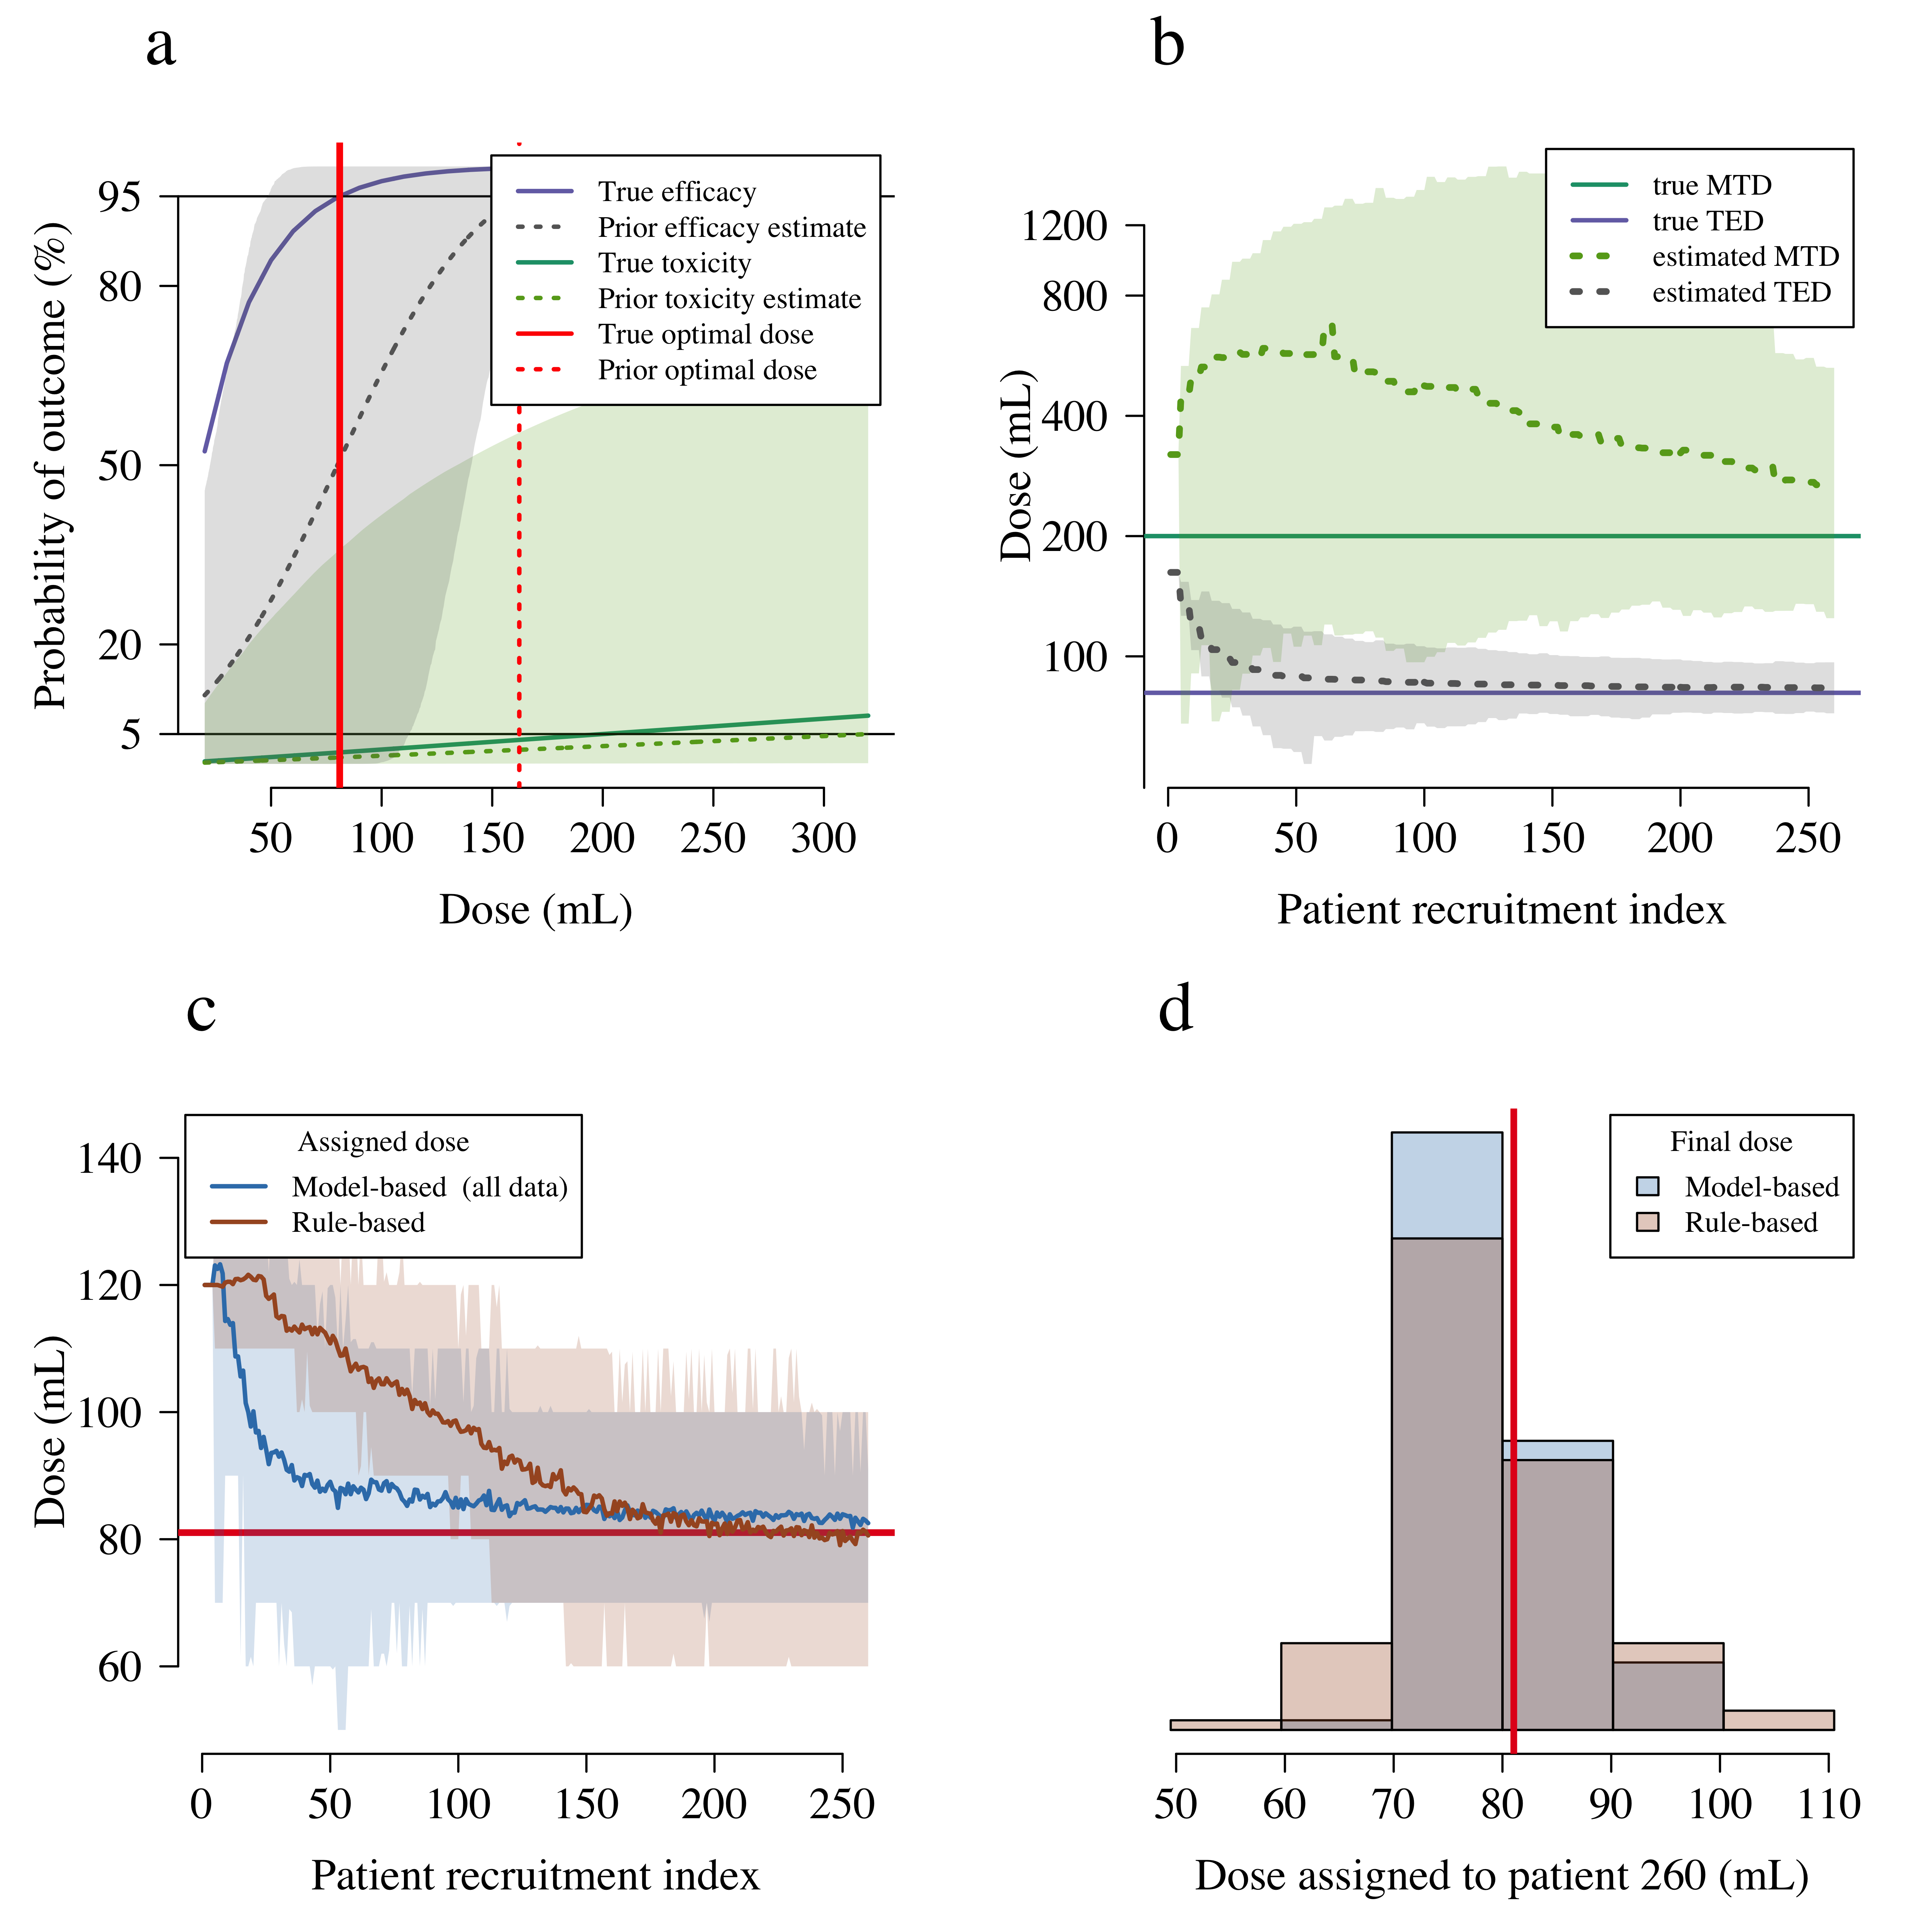 a
95
80
50
20
5
Probability of outcome (%)
True efficacy
Prior efficacy estimate
True toxicity
Prior toxicity estimate
True optimal dose
Prior optimal dose
50 100 150 200 250 300
Dose (mL)
b
1200
800
400
200
100
Dose (mL)
true MTD
true TED
estimated MTD
estimated TED
0 50 100 150 200 250
Patient recruitment index
c
140
120
100
80
60
Dose (mL)
Assigned dose
Model-based (all data)
Rule-based
0 50 100 150 200 250
Patient recruitment index
d
Final dose
Model-based
Rule-based
50 60 70 80 90 100 110
Dose assigned to patient 260 (mL)